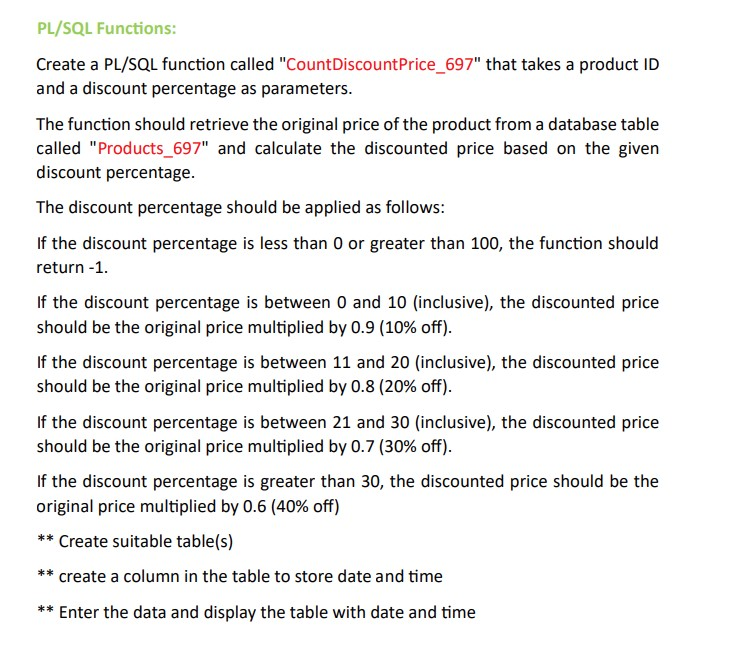 PL/SQL Functions:
Create a PL/SQL function called "CountDiscountPrice_697" that takes a product ID
and a discount percentage as parameters.
The function should retrieve the original price of the product from a database table
called "Products_697" and calculate the discounted price based on the given
discount percentage.
The discount percentage should be applied as follows:
If the discount percentage is less than 0 or greater than 100, the function should
return -1.
If the discount percentage is between 0 and 10 (inclusive), the discounted price
should be the original price multiplied by 0.9 (10% off).
If the discount percentage is between 11 and 20 (inclusive), the discounted price
should be the original price multiplied by 0.8 (20% off).
If the discount percentage is between 21 and 30 (inclusive), the discounted price
should be the original price multiplied by 0.7 (30% off).
If the discount percentage is greater than 30, the discounted price should be the
original price multiplied by 0.6 (40% off)
** Create suitable table(s)
** create a column in the table to store date and time
** Enter the data and display the table with date and time